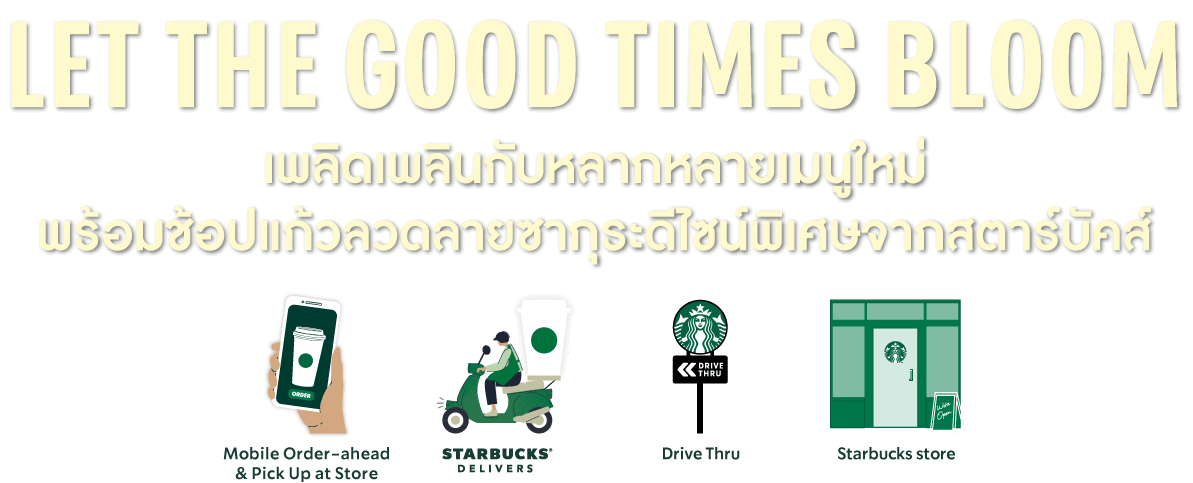 LET THE GOOD TIMES BLOOM
เพลิดเพลินกับหลากหลายเมนูใหม่
พร้อมช้อปแก้วลวดลายซากุระดีไซน์พิเศษจากสตาร์บัคส์
ORDER
DRIVE
THRU
We're
Open
Mobile Order-ahead
& Pick Up at Store
STARBUCKS®
DELIVERS
Drive Thru
Starbucks store